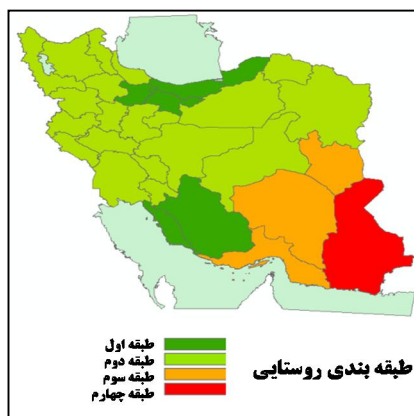 طبقه اول
طبقه دوم
طبقه سوم
طبقه چهارم
طبقه بندی روستایی